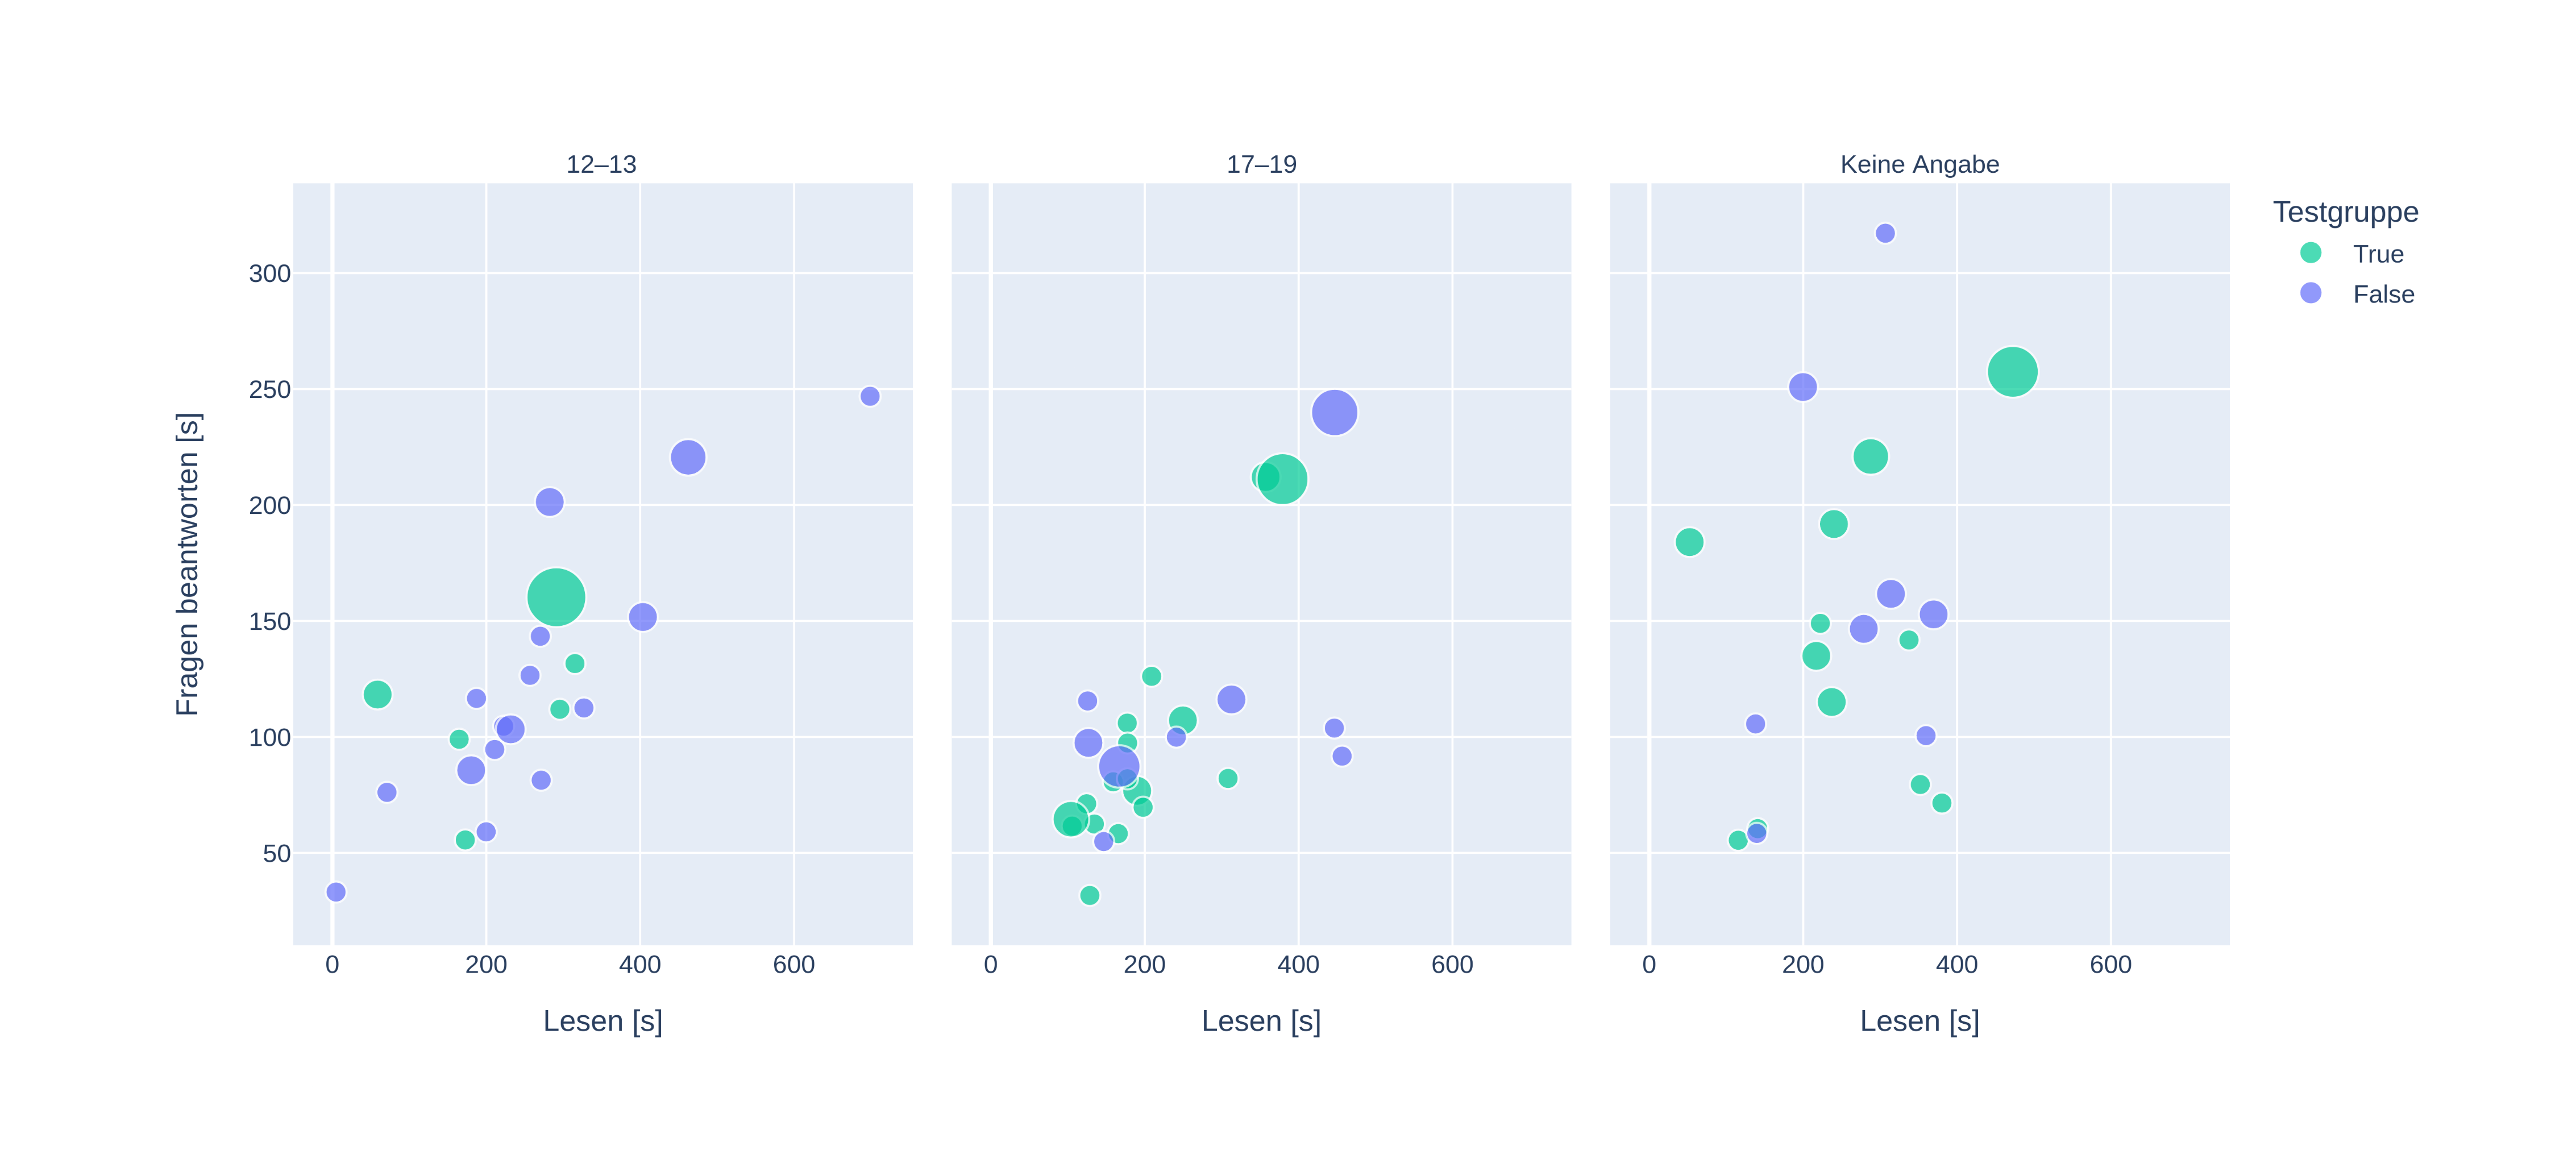 12–13
17–19
Keine Angabe
Testgruppe
True
False
Fragen beantworten [s]
300
250
200
150
100
50
0 200 400 600
0 200 400 600
0 200 400 600
Lesen [s]
Lesen [s]
Lesen [s]